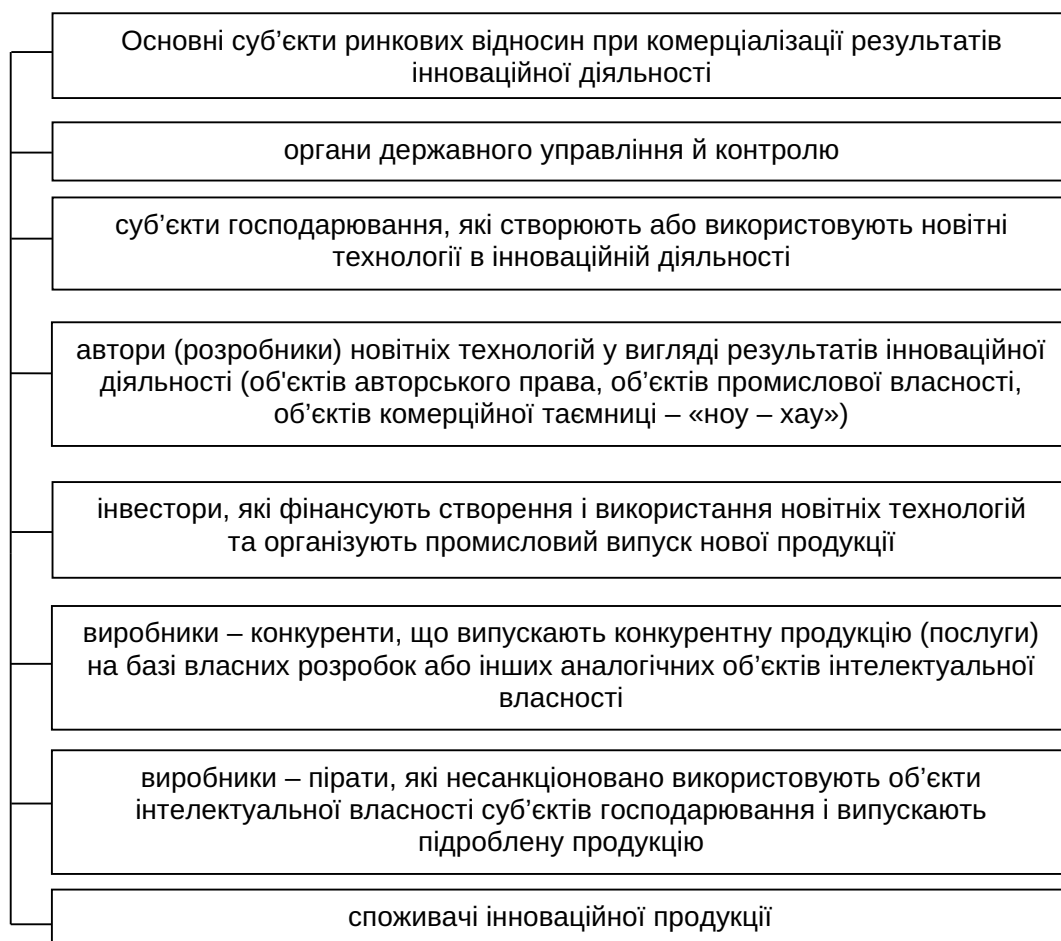 Основні суб’єкти ринкових відносин при комерціалізації результатів
інноваційної діяльності
органи державного управління й контролю
суб’єкти господарювання, які створюють або використовують новітні
технології в інноваційній діяльності
автори (розробники) новітніх технологій у вигляді результатів інноваційної
діяльності (об'єктів авторського права, об’єктів промислової власності,
об’єктів комерційної таємниці – «ноу – хау»)
інвестори, які фінансують створення і використання новітніх технологій
та організують промисловий випуск нової продукції
виробники – конкуренти, що випускають конкурентну продукцію (послуги)
на базі власних розробок або інших аналогічних об’єктів інтелектуальної
власності
виробники – пірати, які несанкціоновано використовують об’єкти
інтелектуальної власності суб’єктів господарювання і випускають
підроблену продукцію
споживачі інноваційної продукції